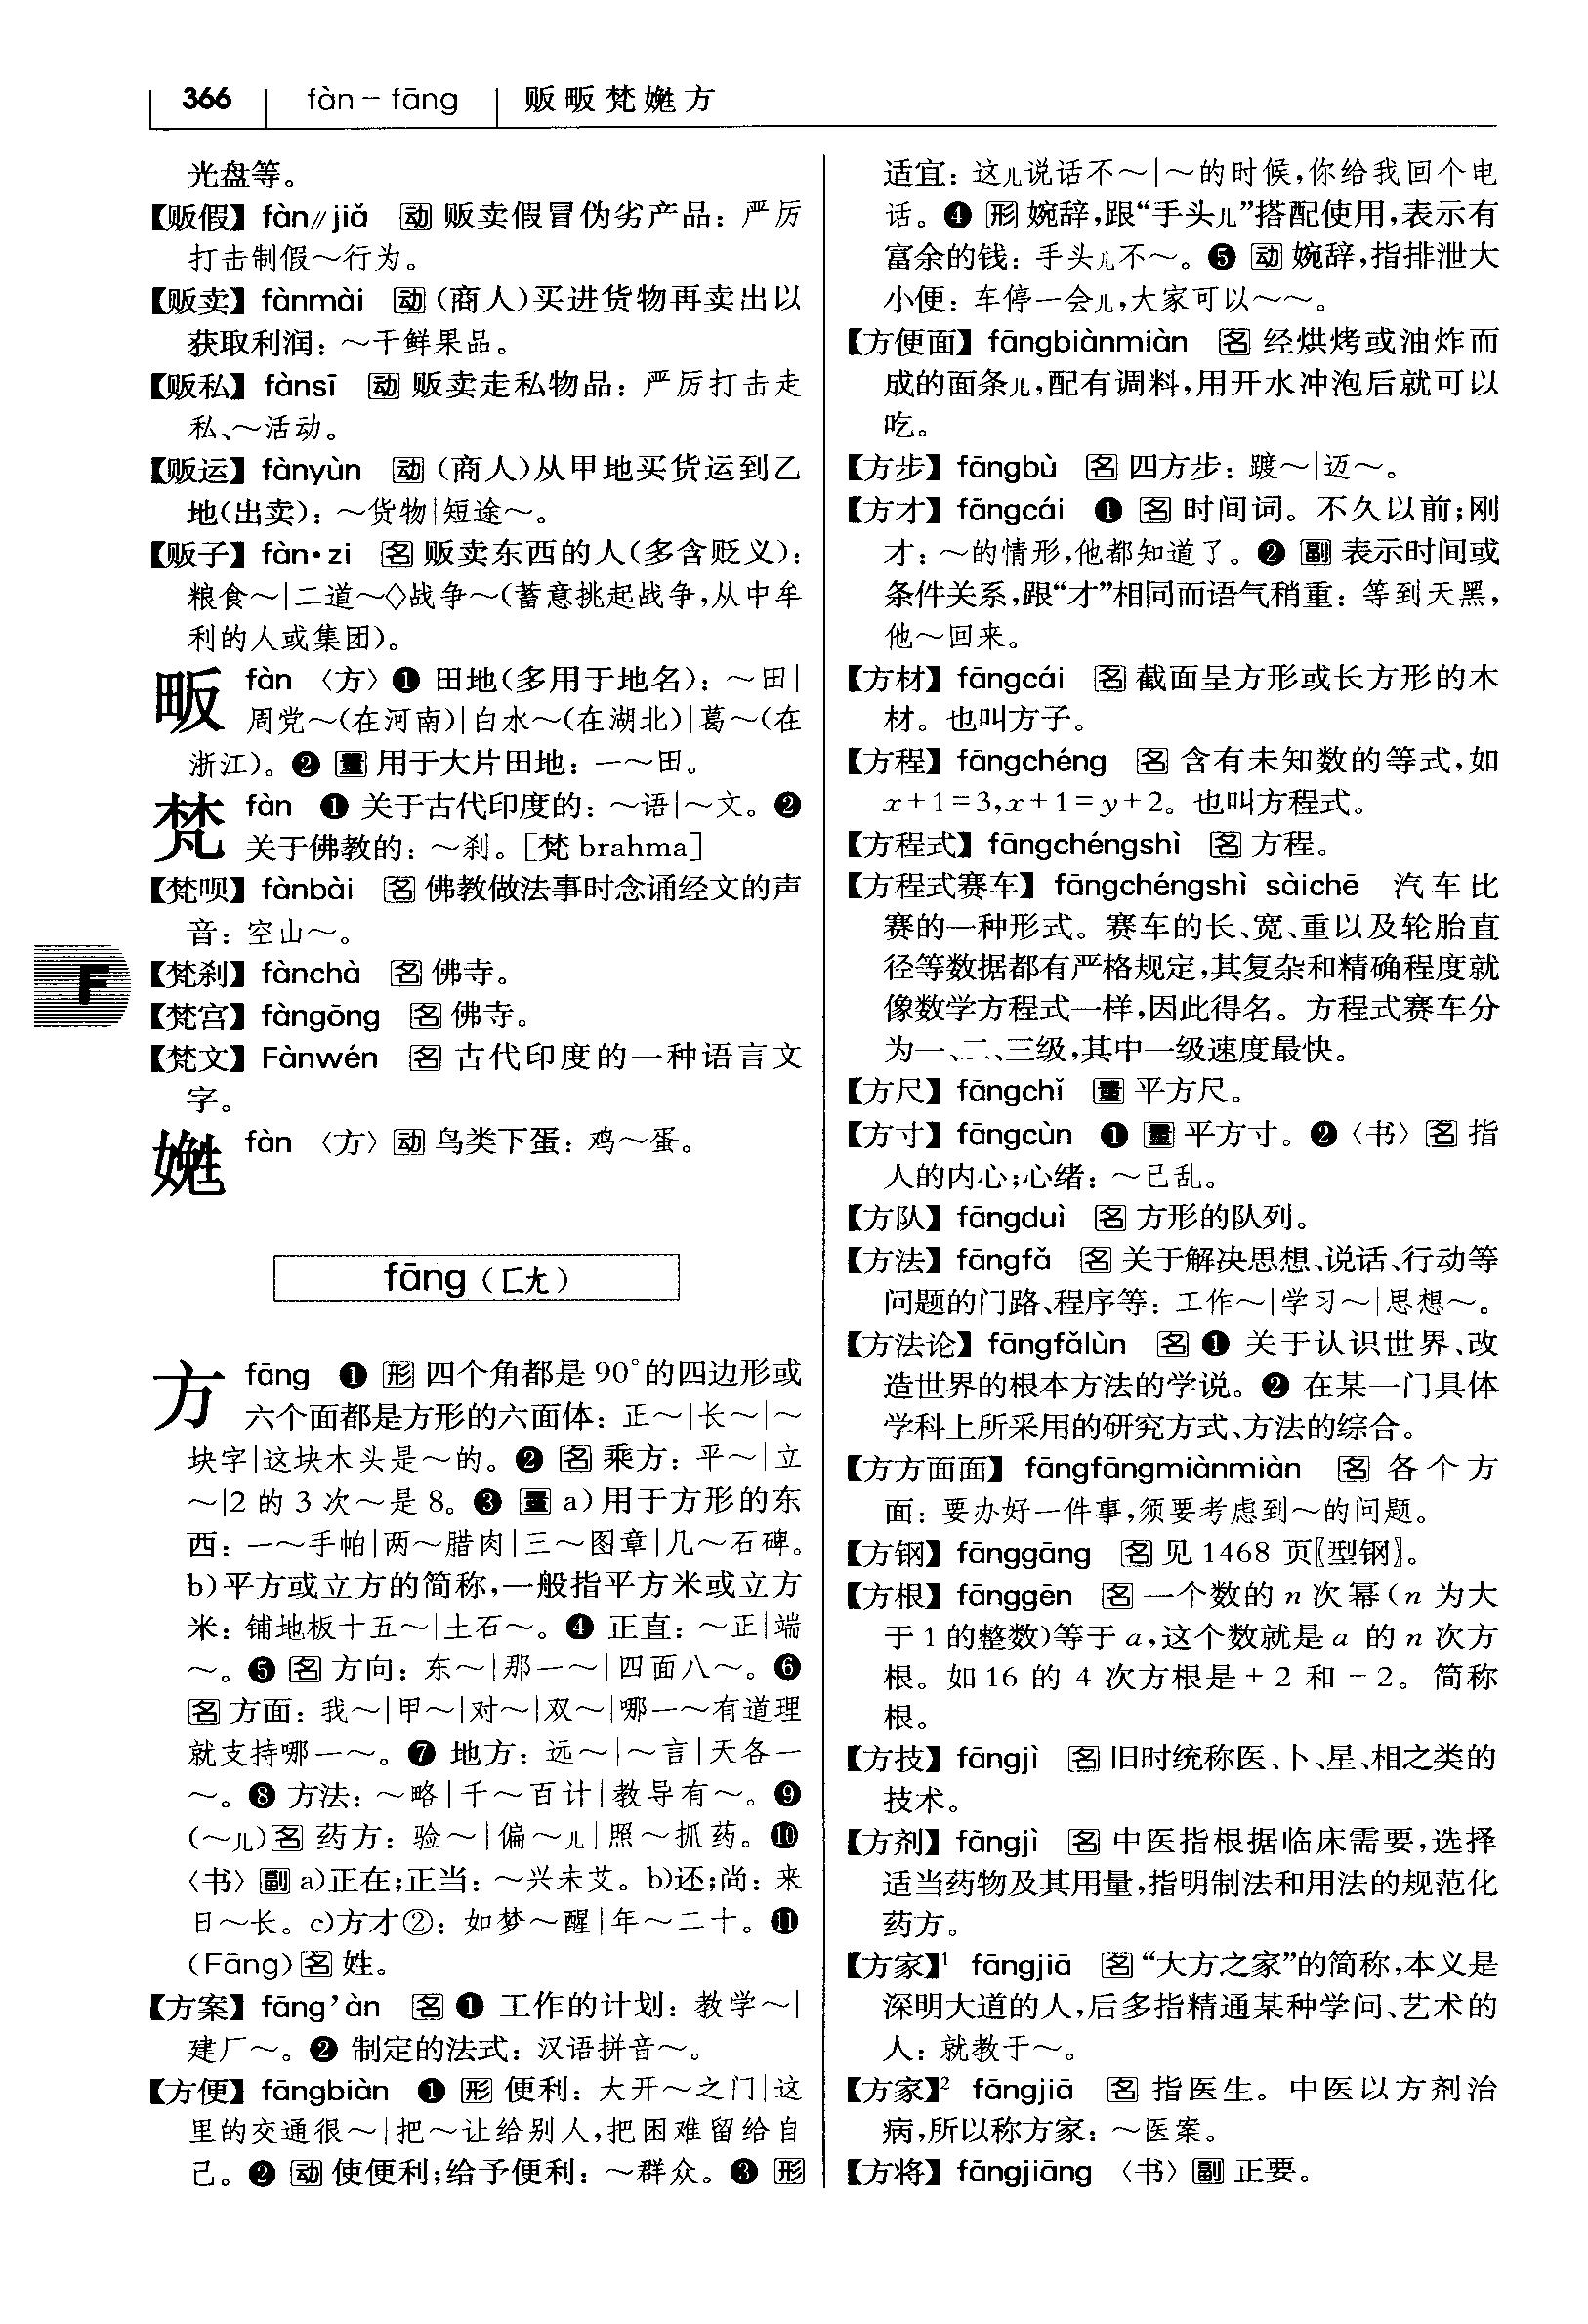 366 fàn－fāng 贩畈梵嬎方
光盘等。
【贩假】fàn∥jiǎ 动 贩卖假冒伪劣产品：严厉
打击制假～行为。
【贩卖】fànmài 动（商人）买进货物再卖出以
获取利润：～干鲜果品。
【贩私】fànsī 动 贩卖走私物品：严厉打击走
私、～活动。
【贩运】fànyùn 动（商人）从甲地买货运到乙
地（出卖）：～货物|短途～。
【贩子】fàn·zi 名 贩卖东西的人（多含贬义）：
粮食～|二道～◇战争～（蓄意挑起战争，从中牟
利的人或集团）。
畈 fàn 〈方〉❶ 田地（多用于地名）：～田|
周党～（在河南）|白水～（在湖北）|葛～（在
浙江）。❷ 量 用于大片田地：一～田。
梵 fàn ❶ 关于古代印度的：～语|～文。❷
关于佛教的：～刹。［梵 brahma］
【梵呗】fànbài 名 佛教做法事时念诵经文的声
音：空山～。
【梵刹】fànchà 名 佛寺。
【梵宫】fàngōng 名 佛寺。
【梵文】Fànwén 名 古代印度的一种语言文
字。
嬎 fàn 〈方〉动 鸟类下蛋：鸡～蛋。
fāng（ㄈㄤ）
方 fāng ❶ 形 四个角都是 90°的四边形或
六个面都是方形的六面体：正～|长～|～
块字|这块木头是～的。❷ 名 乘方：平～|立
～|2 的 3 次～是 8。❸ 量 a）用于方形的东
西：一～手帕|两～腊肉|三～图章|几～石碑。
b）平方或立方的简称，一般指平方米或立方
米：铺地板十五～|土石～。❹ 正直：～正|端
～。❺ 名 方向：东～|那一～|四面八～。❻
名 方面：我～|甲～|对～|双～|哪一～有道理
就支持哪一～。❼ 地方：远～|～言|天各一
～。❽ 方法：～略|千～百计|教导有～。❾
（～儿）名 药方：验～|偏～儿|照～抓药。❿
〈书〉副 a）正在；正当：～兴未艾。b）还；尚：来
日～长。c）方才②：如梦～醒|年～二十。⓫
（Fāng）名 姓。
【方案】fāng’àn 名 ❶ 工作的计划：教学～|
建厂～。❷ 制定的法式：汉语拼音～。
【方便】fāngbiàn ❶ 形 便利：大开～之门|这
里的交通很～|把～让给别人，把困难留给自
己。❷ 动 使便利；给予便利：～群众。❸ 形
适宜：这儿说话不～|～的时候，你给我回个电
话。❹ 形 婉辞，跟“手头儿”搭配使用，表示有
富余的钱：手头儿不～。❺ 动 婉辞，指排泄大
小便：车停一会儿，大家可以～～。
【方便面】fāngbiànmiàn 名 经烘烤或油炸而
成的面条儿，配有调料，用开水冲泡后就可以
吃。
【方步】fāngbù 名 四方步：踱～|迈～。
【方才】fāngcái ❶ 名 时间词。不久以前；刚
才：～的情形，他都知道了。❷ 副 表示时间或
条件关系，跟“才”相同而语气稍重：等到天黑，
他～回来。
【方材】fāngcái 名 截面呈方形或长方形的木
材。也叫方子。
【方程】fāngchéng 名 含有未知数的等式，如
x+1=3,x+1=y+2。也叫方程式。
【方程式】fāngchéngshì 名 方程。
【方程式赛车】fāngchéngshì sàichē 汽车比
赛的一种形式。赛车的长、宽、重以及轮胎直
径等数据都有严格规定，其复杂和精确程度就
像数学方程式一样，因此得名。方程式赛车分
为一、二、三级，其中一级速度最快。
【方尺】fāngchǐ 量 平方尺。
【方寸】fāngcùn ❶ 量 平方寸。❷〈书〉名 指
人的内心；心绪：～已乱。
【方队】fāngduì 名 方形的队列。
【方法】fāngfǎ 名 关于解决思想、说话、行动等
问题的门路、程序等：工作～|学习～|思想～。
【方法论】fāngfǎlùn 名 ❶ 关于认识世界、改
造世界的根本方法的学说。❷ 在某一门具体
学科上所采用的研究方式、方法的综合。
【方方面面】fāngfāngmiànmiàn 名 各个方
面：要办好一件事，须要考虑到～的问题。
【方钢】fānggāng 名 见 1468 页〖型钢〗。
【方根】fānggēn 名 一个数的 n 次幂（n 为大
于 1 的整数）等于 a，这个数就是 a 的 n 次方
根。如 16 的 4 次方根是＋2 和 －2。简称
根。
【方技】fāngjì 名 旧时统称医、卜、星、相之类的
技术。
【方剂】fāngjì 名 中医指根据临床需要，选择
适当药物及其用量，指明制法和用法的规范化
药方。
【方家】¹ fāngjiā 名“大方之家”的简称，本义是
深明大道的人，后多指精通某种学问、艺术的
人：就教于～。
【方家】² fāngjiā 名 指医生。中医以方剂治
病，所以称方家：～医案。
【方将】fāngjiāng 〈书〉副 正要。
F